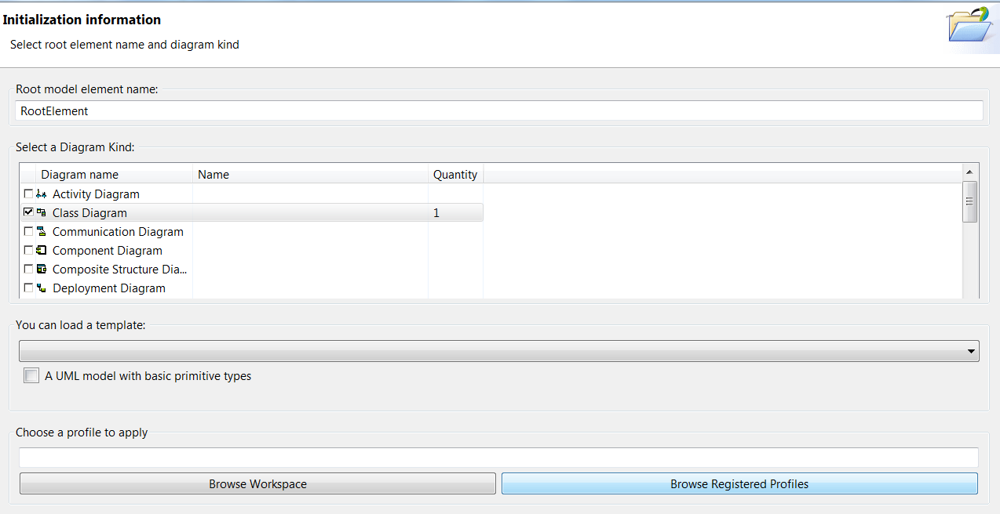 Initialization information
Select root element name and diagram kind
Root model element name:
RootElement
Select a Diagram Kind:
Diagram name Name Quantity
Activity Diagram
Class Diagram 1
Communication Diagram
Component Diagram
Composite Structure Dia...
Deployment Diagram
You can load a template:
A UML model with basic primitive types
Choose a profile to apply
Browse Workspace Browse Registered Profiles